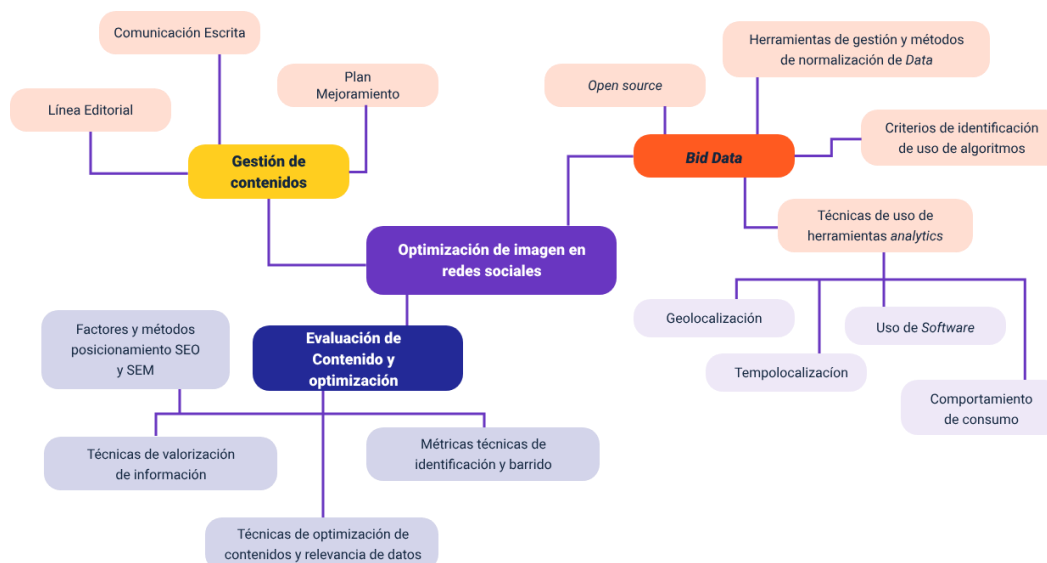 Comunicación Escrita
Plan
Mejoramiento
Línea Editorial
Gestión de
contenidos
Herramientas de gestión y métodos
de normalización de Data
Open source
Criterios de identificación
de uso de algoritmos
Bid Data
Técnicas de uso de
herramientas analytics
Optimización de imagen en
redes sociales
Geolocalización
Uso de Software
Tempolocalizacíon
Comportamiento
de consumo
Factores y métodos
posicionamiento SEO
y SEM
Evaluación de
Contenido y
optimización
Técnicas de valorización
de información
Métricas técnicas de
identificación y barrido
Técnicas de optimización de
contenidos y relevancia de datos